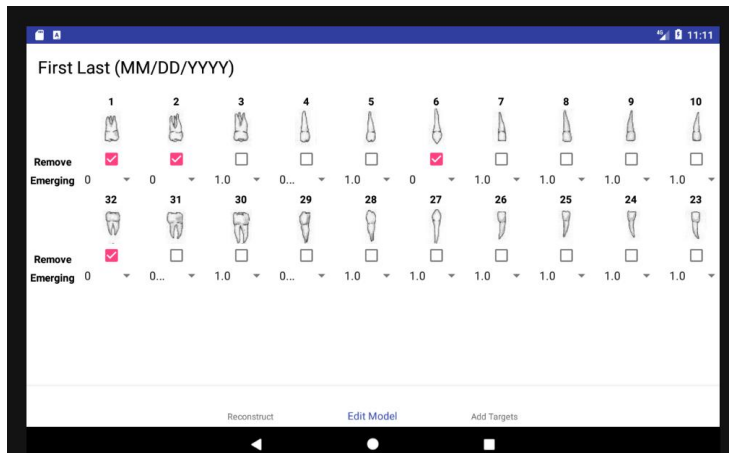 4G 11:11
First Last (MM/DD/YYYY)
1 2 3 4 5 6 7 8 9 10
Remove
Emerging 0 0 1.0 0... 1.0 0 1.0 1.0 1.0 1.0
32 31 30 29 28 27 26 25 24 23
Remove
Emerging 0 0... 1.0 0... 1.0 1.0 1.0 1.0 1.0 1.0
Reconstruct Edit Model Add Targets